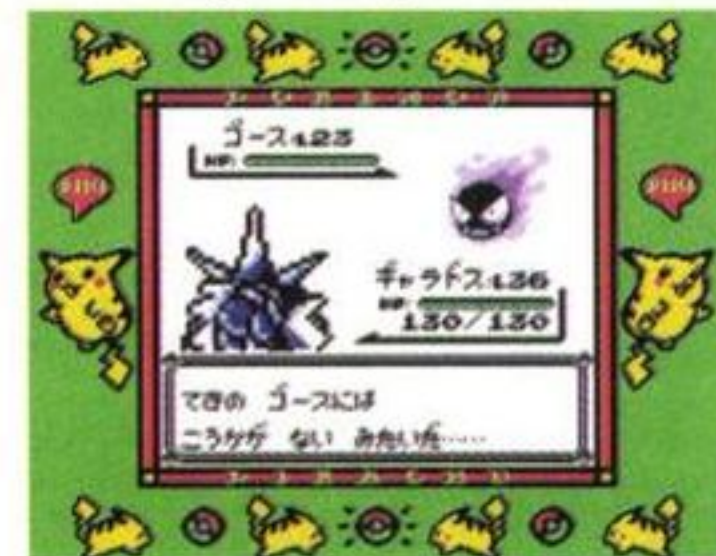 ゴース :L23
HP:
ギャラドス :L36
HP:
130/130
てきの ゴースには
こうかが ない みたいだ……